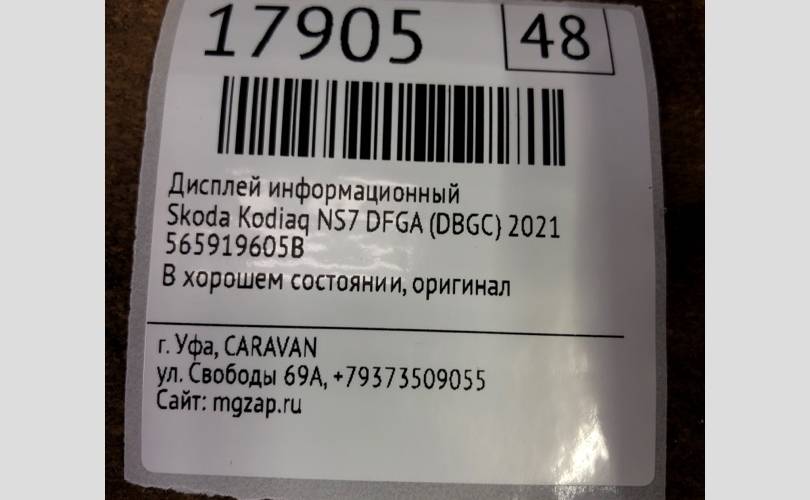 17905 48
Дисплей информационный
Skoda Kodiaq NS7 DFGA (DBGC) 2021
565919605B
В хорошем состоянии, оригинал
г. Уфа, CARAVAN
ул. Свободы 69А, +79373509055
Сайт: mgzap.ru